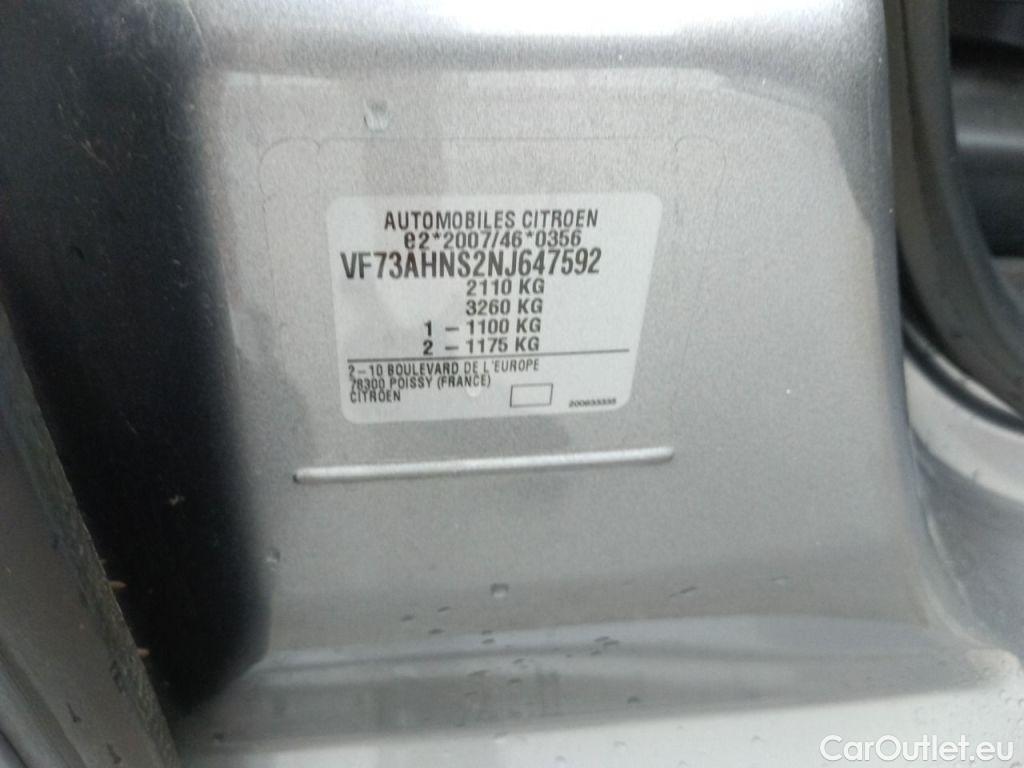 AUTOMOBILES CITROEN
e2*2007/46*0356
VF73AHNS2NJ647592
2110 KG
3260 KG
1 - 1100 KG
2 - 1175 KG
2-10 BOULEVARD DE L'EUROPE
78300 POISSY (FRANCE)
CITROEN
200633335
CarOutlet.eu